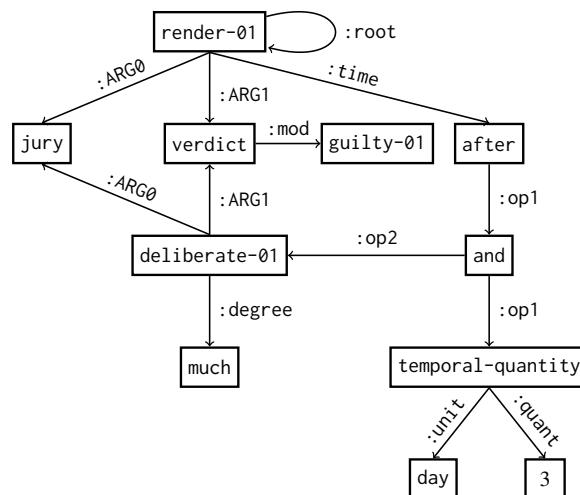 render-01
:root
:ARG0
:ARG1
:time
jury
verdict
:mod
guilty-01
after
:ARG0
:ARG1
:op1
deliberate-01
:op2
and
:degree
:op1
much
temporal-quantity
:unit
:quant
day
3